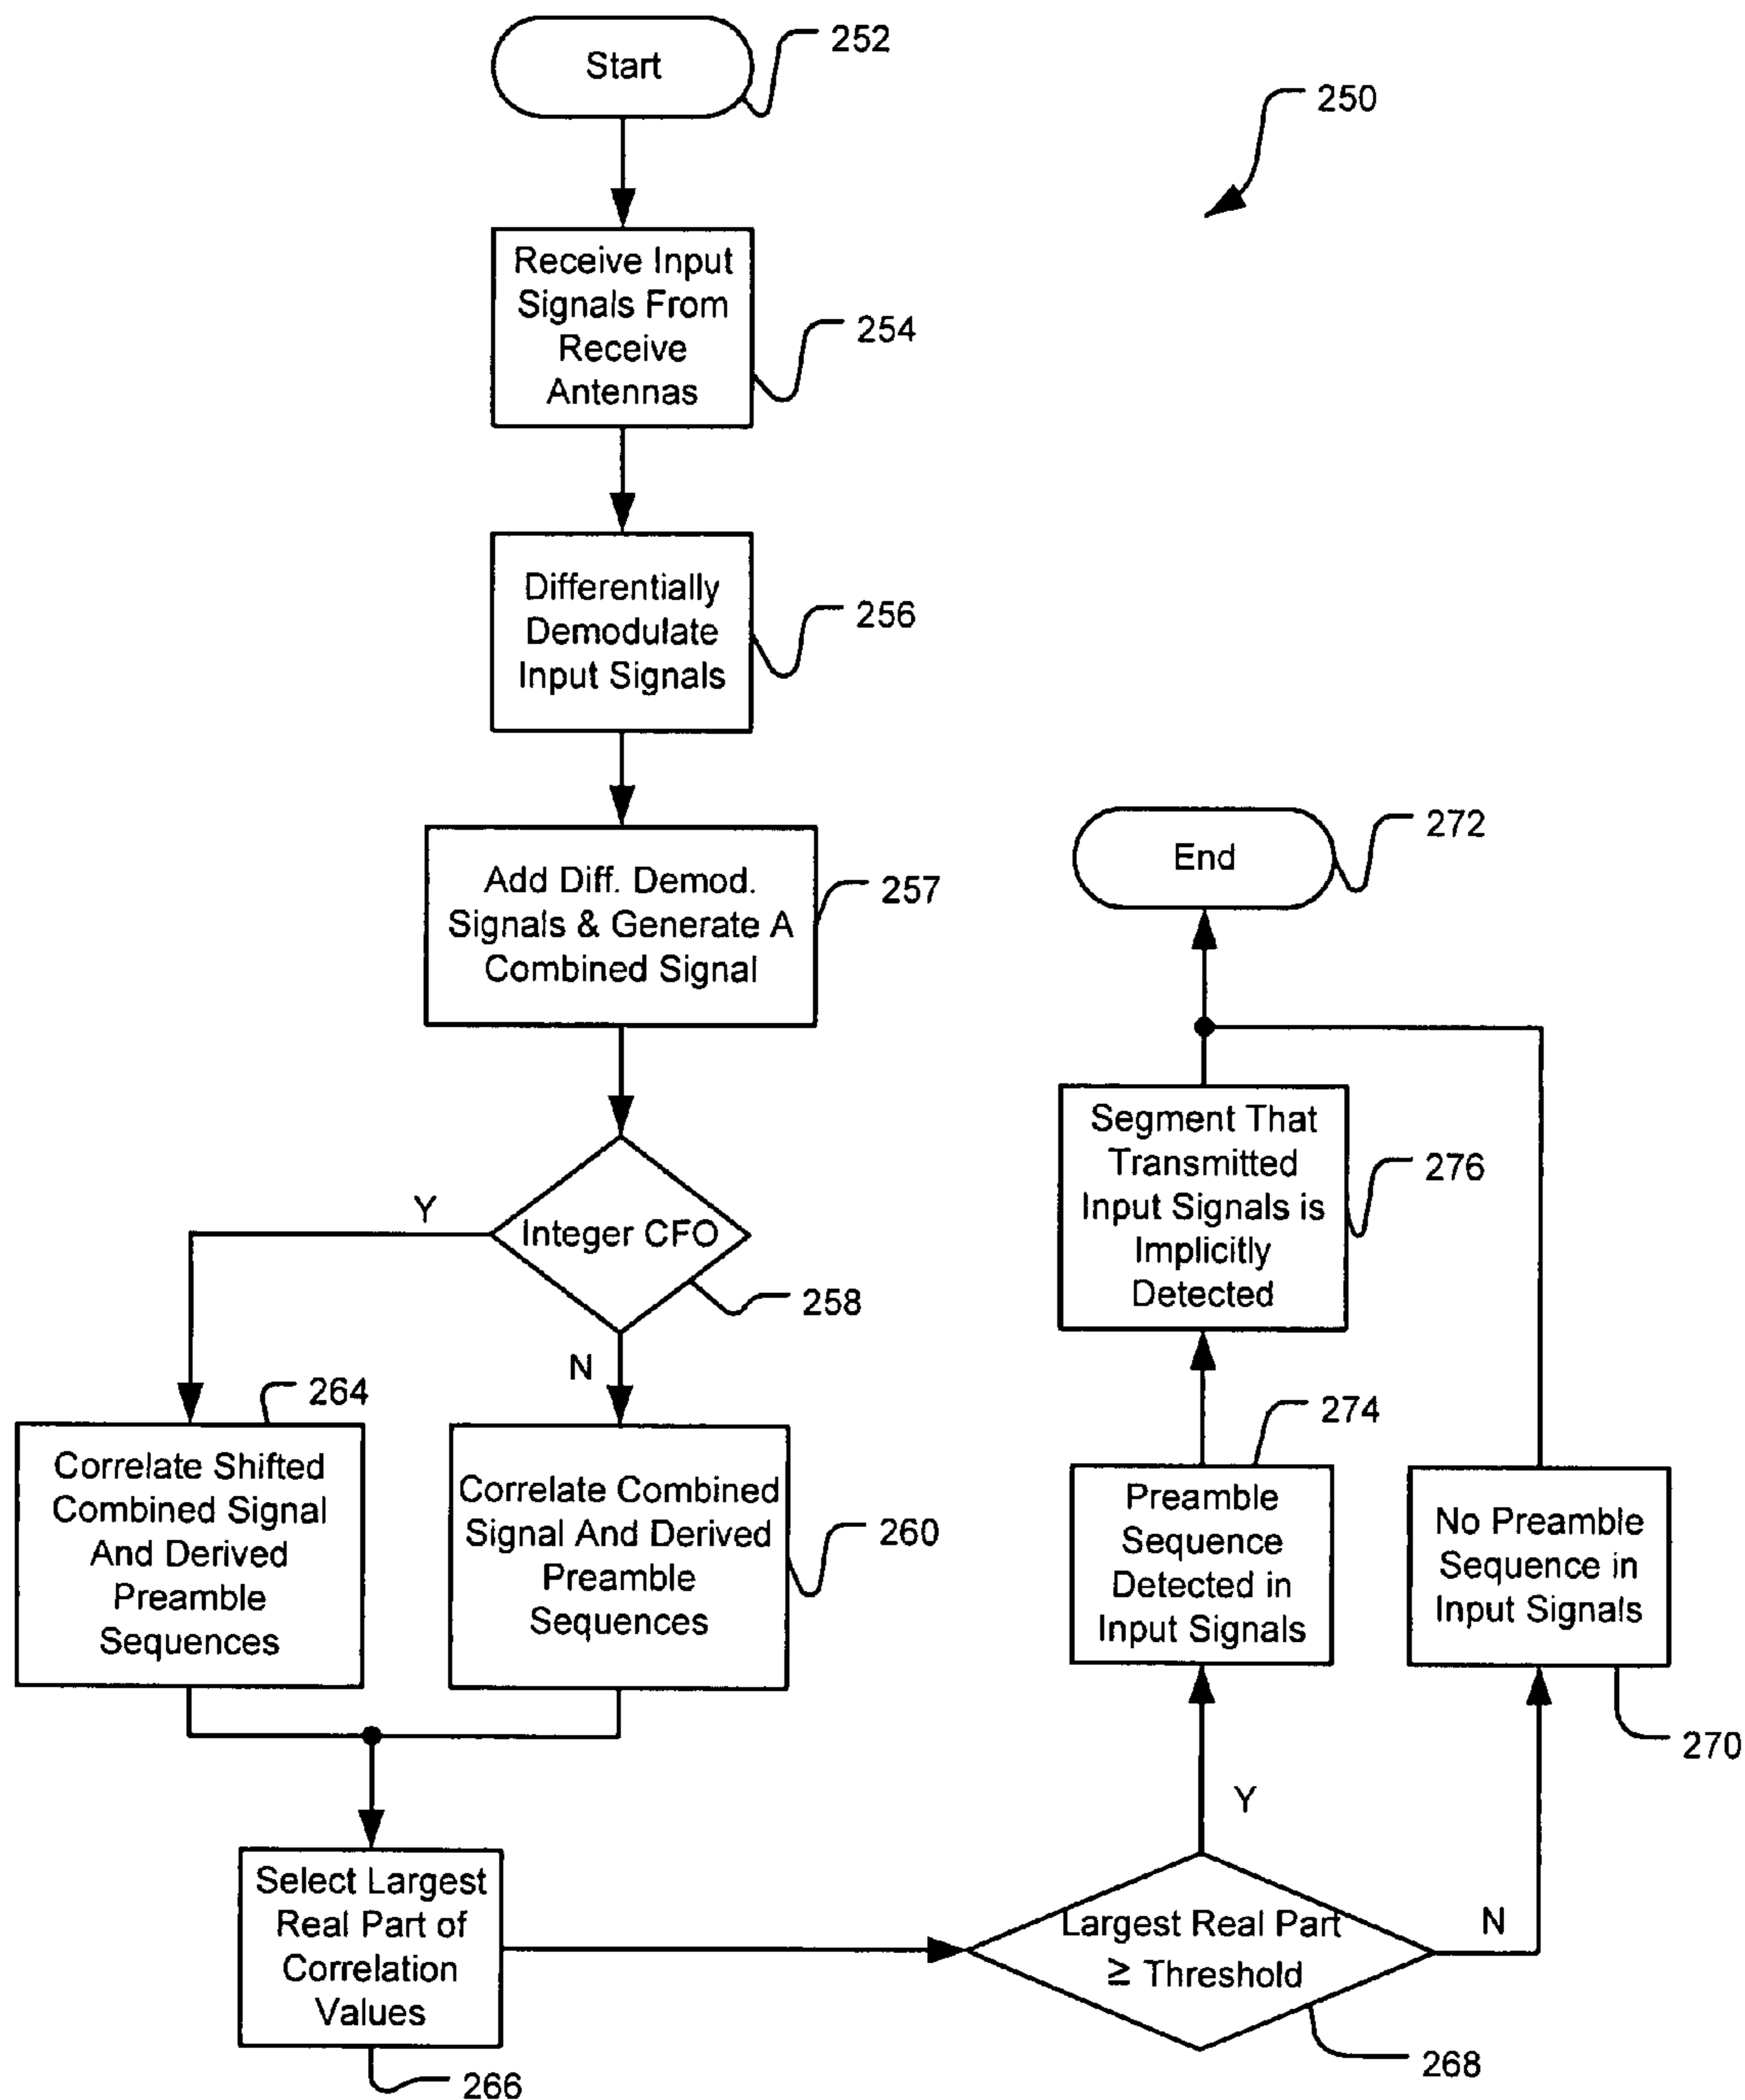 Start
252
250
Receive Input
Signals From
Receive
Antennas
254
Differentially
Demodulate
Input Signals
256
Add Diff. Demod.
Signals & Generate A
Combined Signal
257
Integer CFO
258
Y
N
264
Correlate Shifted
Combined Signal
And Derived
Preamble
Sequences
Correlate Combined
Signal And Derived
Preamble
Sequences
260
Select Largest
Real Part of
Correlation
Values
266
Largest Real Part
≥ Threshold
268
Y
N
274
Preamble
Sequence
Detected in
Input Signals
No Preamble
Sequence in
Input Signals
270
Segment That
Transmitted
Input Signals is
Implicitly
Detected
276
End
272